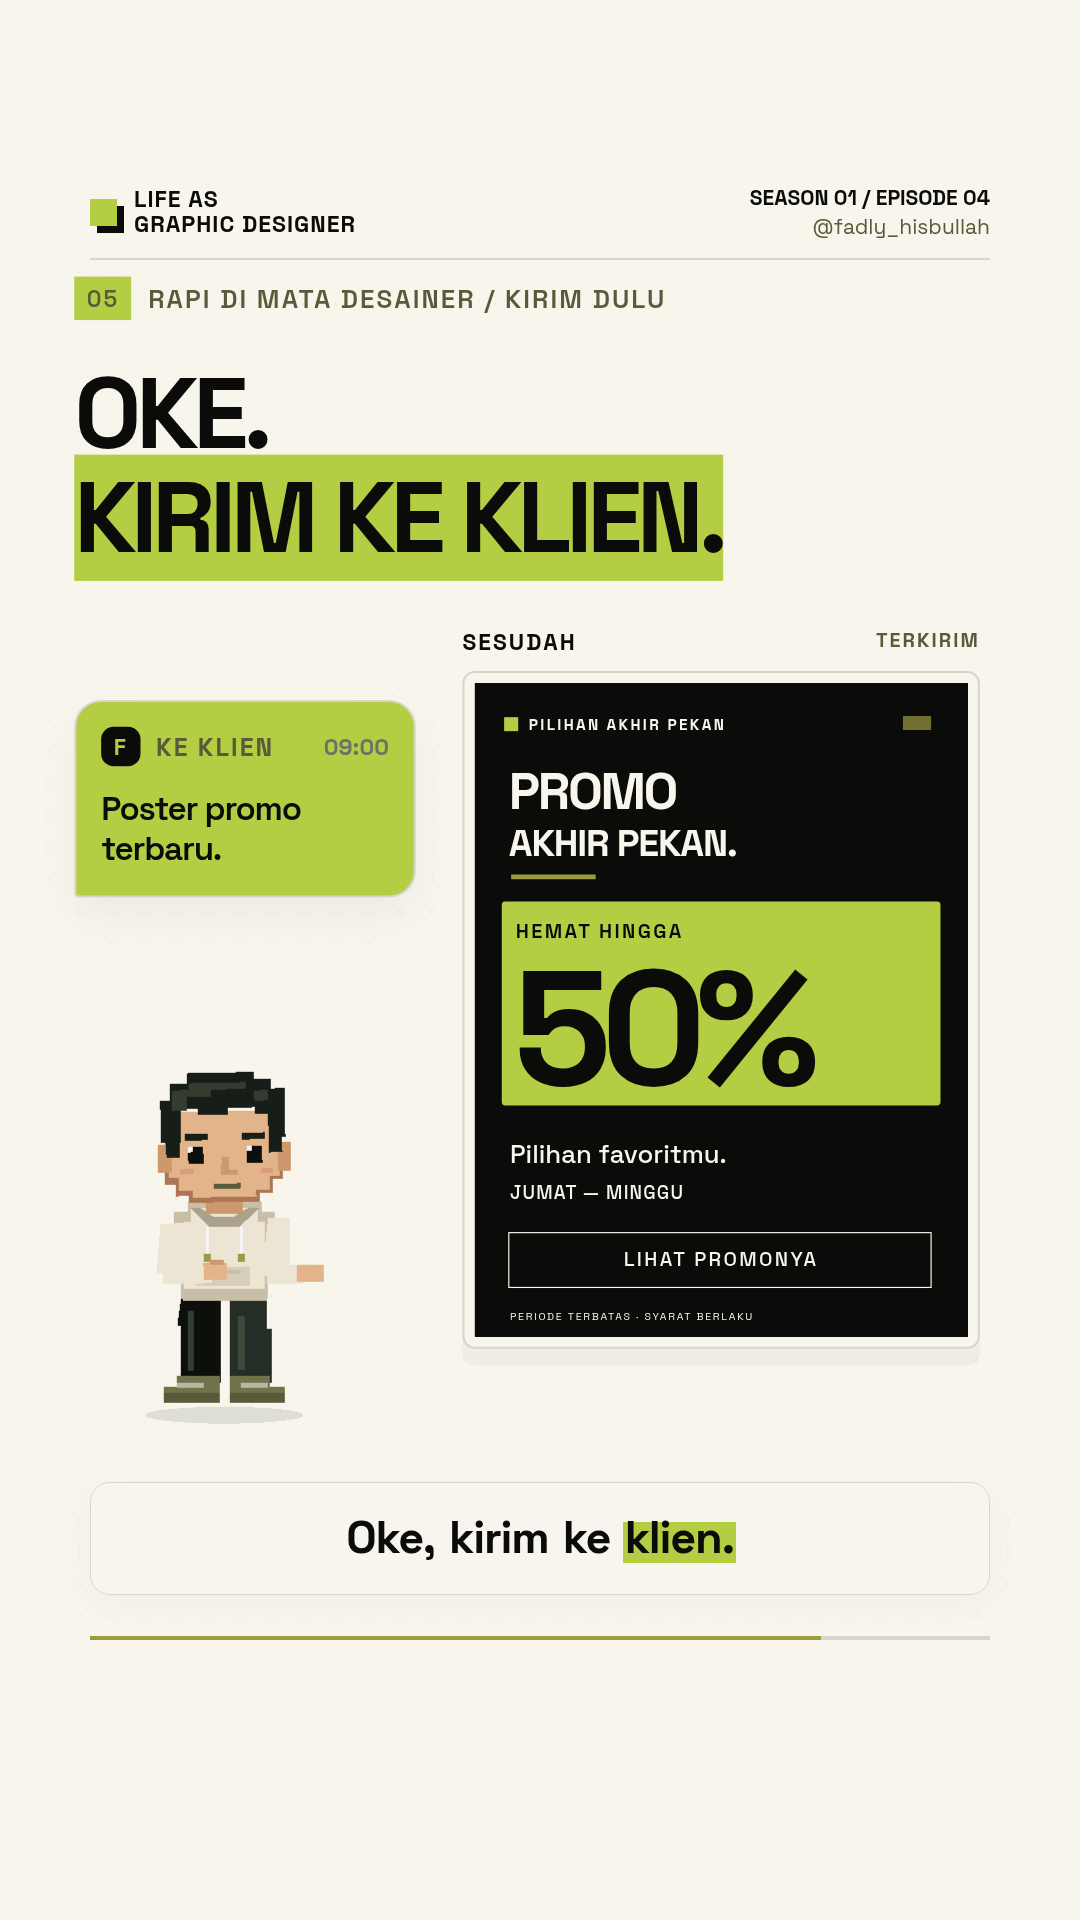 LIFE AS
GRAPHIC DESIGNER
SEASON 01 / EPISODE 04
@fadly_hisbullah
05 RAPI DI MATA DESAINER / KIRIM DULU
OKE.
KIRIM KE KLIEN.
SESUDAH
TERKIRIM
F KE KLIEN 09:00
Poster promo
terbaru.
PILIHAN AKHIR PEKAN
PROMO
AKHIR PEKAN.
HEMAT HINGGA
50%
Pilihan favoritmu.
JUMAT — MINGGU
LIHAT PROMONYA
PERIODE TERBATAS · SYARAT BERLAKU
Oke, kirim ke klien.